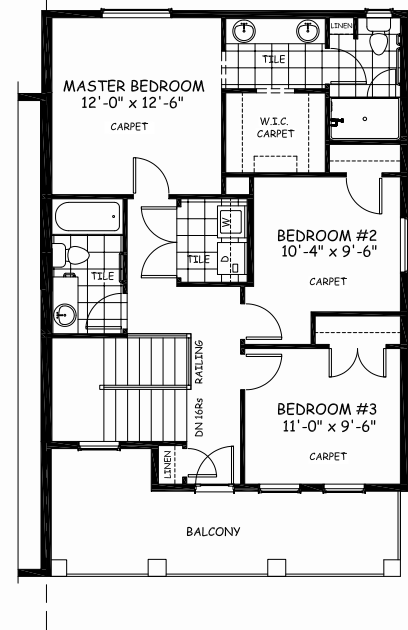 LINEN
TILE
MASTER BEDROOM
12'-0" x 12'-6"
CARPET
W.I.C.
CARPET
W
BEDROOM #2
10'-4" x 9'-6"
TILE
D
TILE
CARPET
RAILING
DN 16Rs
BEDROOM #3
11'-0" x 9'-6"
CARPET
LINEN
BALCONY